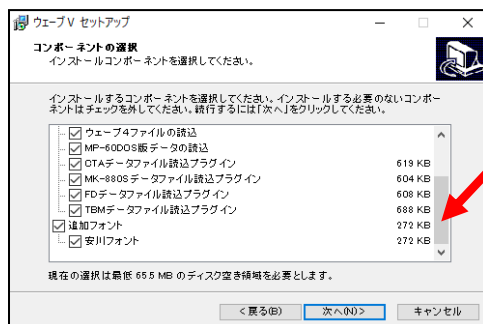 ウェーブV セットアップ
コンポーネントの選択
インストールコンポーネントを選択してください。
インストールするコンポーネントを選択してください。インストールする必要のないコンポー
ネントはチェックを外してください。続行するには「次へ」をクリックしてください。
ウェーブ4ファイルの読込
MP-60DOS版データの読込
OTAデータファイル読込プラグイン 619 KB
MK-880Sデータファイル読込プラグイン 604 KB
FDデータファイル読込プラグイン 608 KB
TBMデータファイル読込プラグイン 688 KB
追加フォント 272 KB
安川フォント 272 KB
現在の選択は最低 65.5 MB のディスク空き領域を必要とします。
< 戻る(B) 次へ(N)> キャンセル